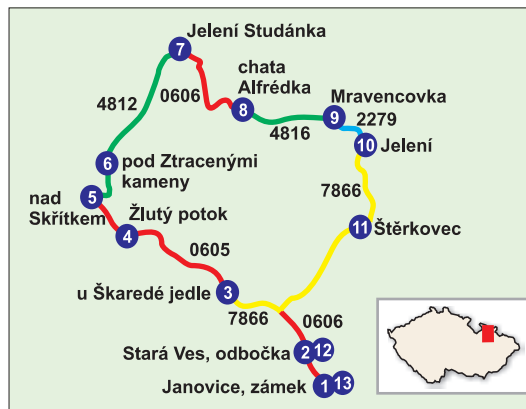 Jelení Studánka
7
0606
chata
Alfrédka
4812
8
Mravencovka
9
2279
4816
10
Jelení
6
pod Ztracenými
kameny
7866
nad
Skřítkem
5
Žlutý potok
4
11
Štěrkovec
0605
u Škaredé jedle
3
7866
0606
Stará Ves, odbočka
2
12
Janovice, zámek
1
13